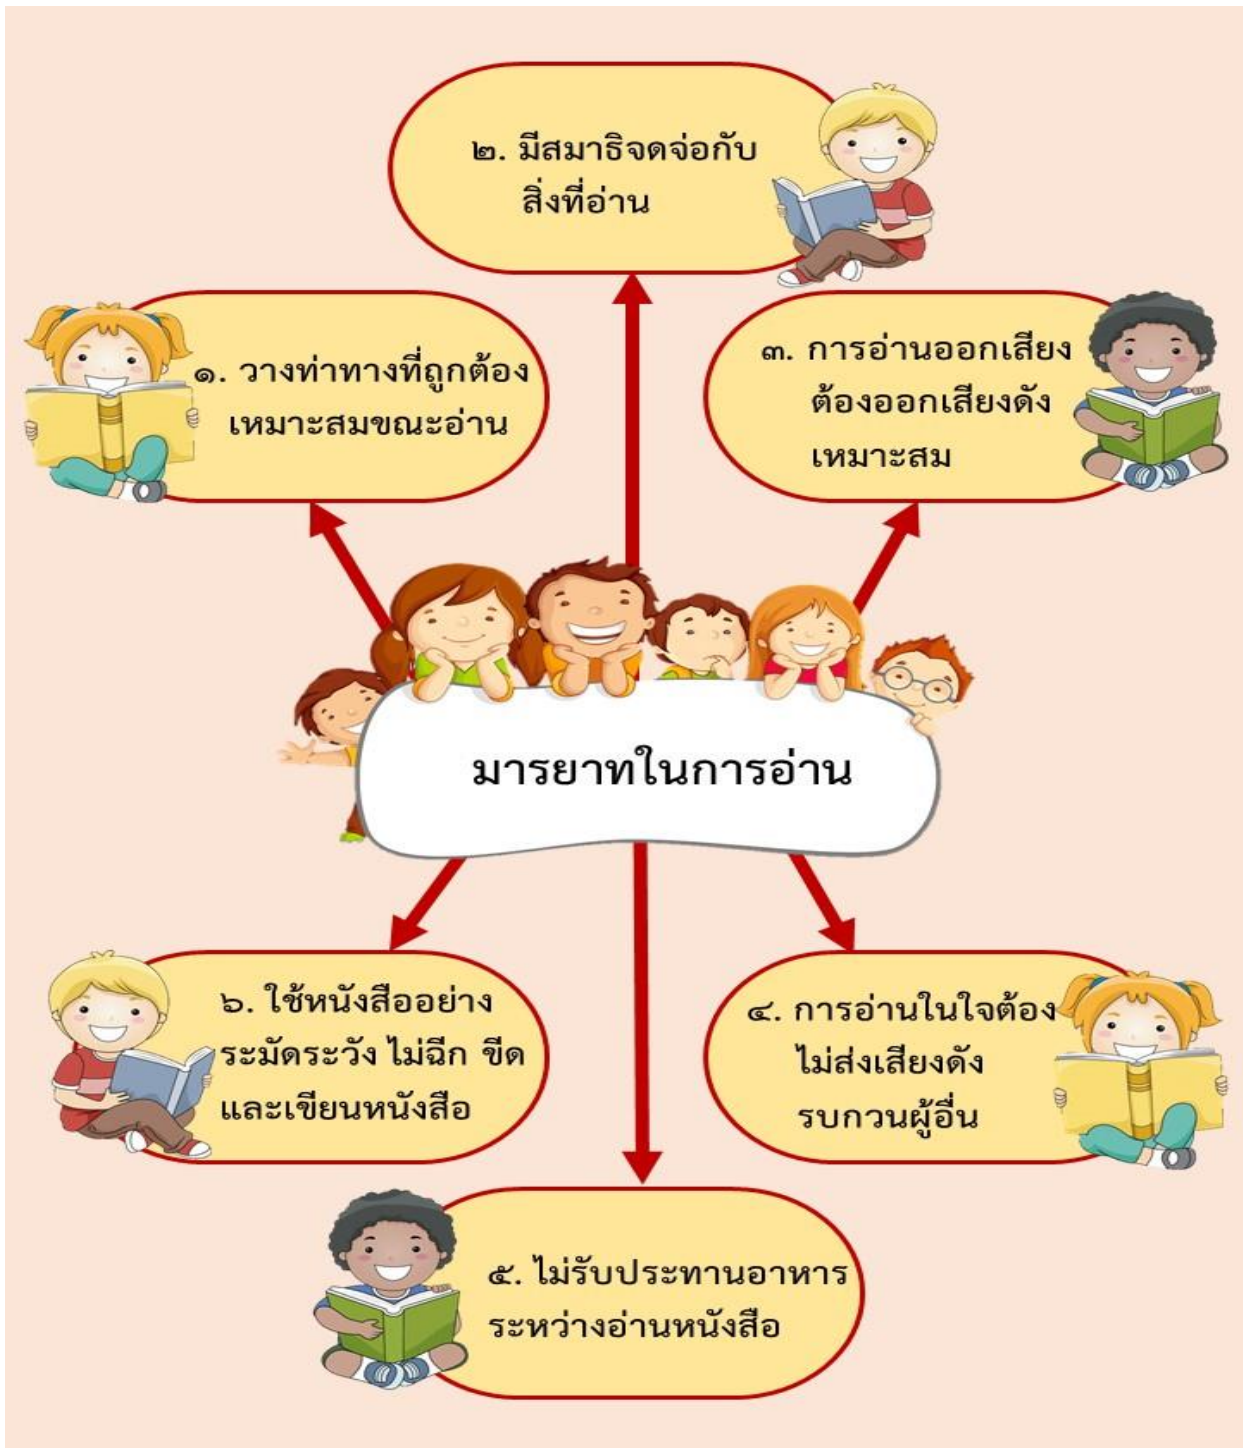 มารยาทในการอ่าน
๑. วางท่าทางที่ถูกต้อง
เหมาะสมขณะอ่าน
๒. มีสมาธิจดจ่อกับ
สิ่งที่อ่าน
๓. การอ่านออกเสียง
ต้องออกเสียงดัง
เหมาะสม
๔. การอ่านในใจต้อง
ไม่ส่งเสียงดัง
รบกวนผู้อื่น
๕. ไม่รับประทานอาหาร
ระหว่างอ่านหนังสือ
๖. ใช้หนังสืออย่าง
ระมัดระวัง ไม่ฉีก ขีด
และเขียนหนังสือ